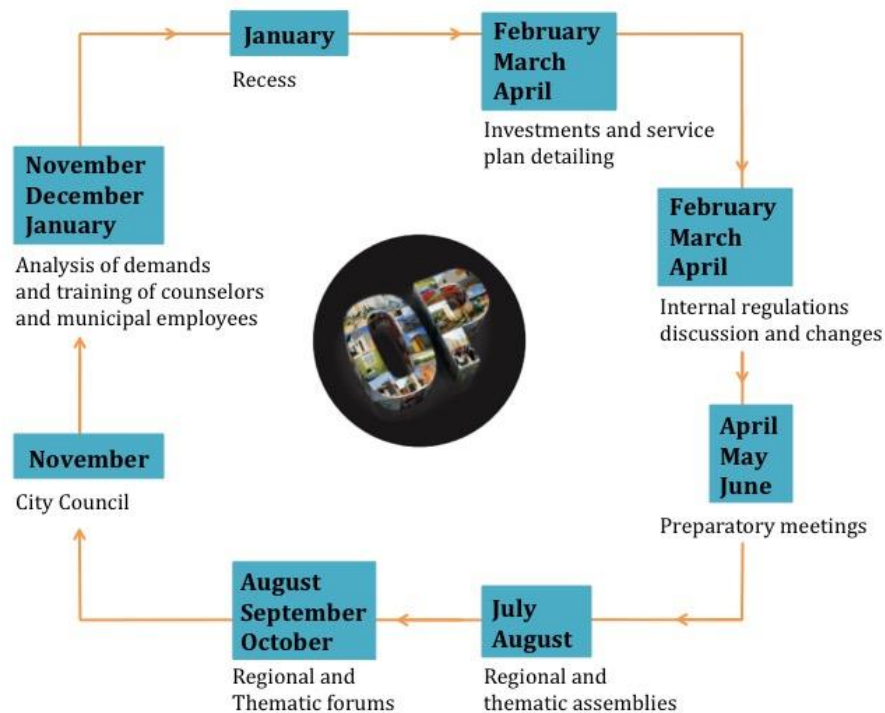 January
Recess
February
March
April
Investments and service
plan detailing
February
March
April
Internal regulations
discussion and changes
April
May
June
Preparatory meetings
July
August
Regional and
thematic assemblies
August
September
October
Regional and
Thematic forums
November
City Council
November
December
January
Analysis of demands
and training of counselors
and municipal employees
OP